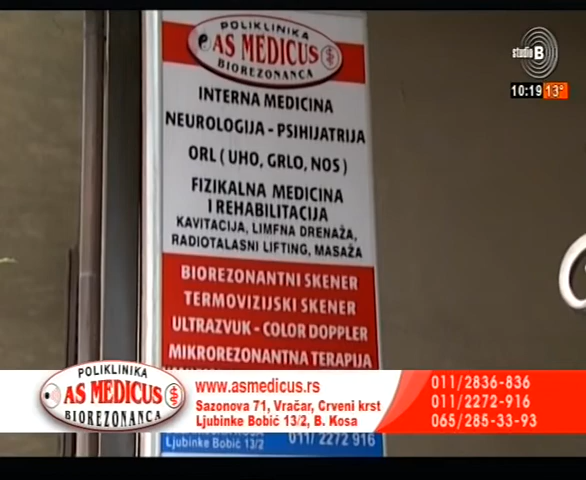 POLIKLINIKA
AS MEDICUS
BIOREZONANCA
studio B
10:19 13°
INTERNA MEDICINA
NEUROLOGIJA - PSIHIJATRIJA
ORL ( UHO, GRLO, NOS )
FIZIKALNA MEDICINA
I REHABILITACIJA
KAVITACIJA, LIMFNA DRENAŽA,
RADIOTALASNI LIFTING, MASAŽA
BIOREZONANTNI SKENER
TERMOVIZIJSKI SKENER
ULTRAZVUK - COLOR DOPPLER
MIKROREZONANTNA TERAPIJA
POLIKLINIKA
AS MEDICUS
BIOREZONANCA
www.asmedicus.rs
Sazonova 71, Vračar, Crveni krst
Ljubinke Bobić 13/2, B. Kosa
011/2836-836
011/2272-916
065/285-33-93
Ljubinke Bobić 13/2 011/ 2272 916